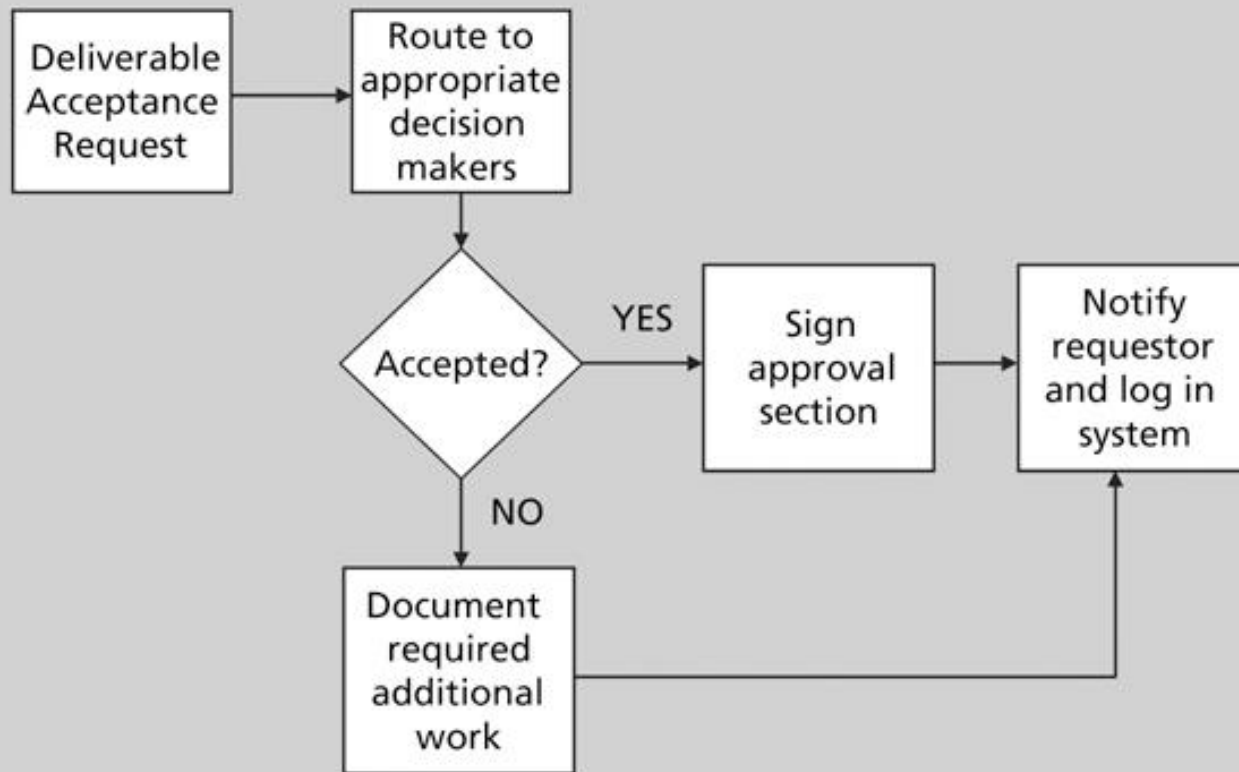 Deliverable
Acceptance
Request
Route to
appropriate
decision
makers
Accepted?
YES
Sign
approval
section
Notify
requestor
and log in
system
NO
Document
required
additional
work